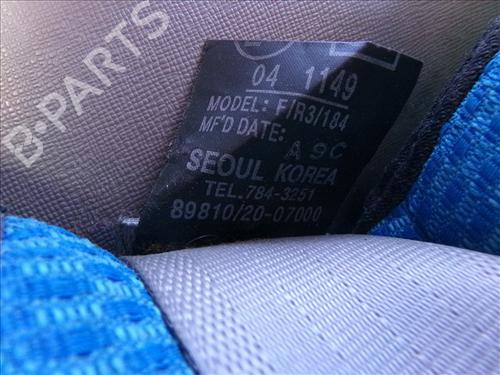 B-PARTS
04 1149
MODEL: F/R3/184
MF'D DATE:
A 9C
SEOUL KOREA
TEL. 784-3251
89810/20-07000